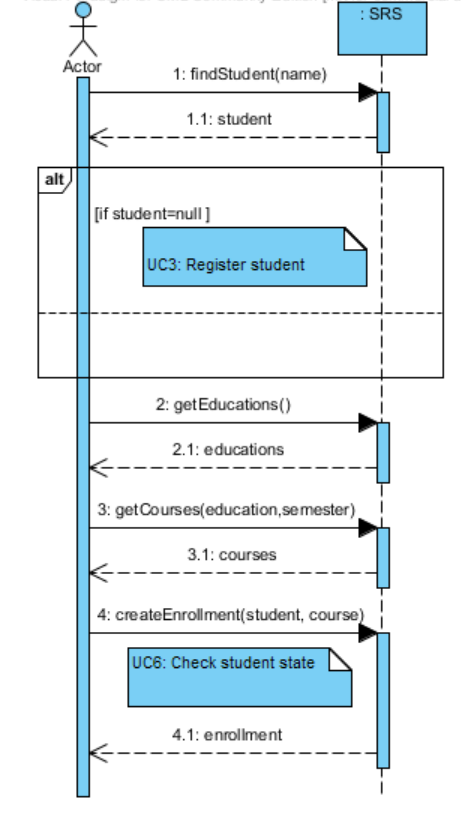 : SRS
Actor
1: findStudent(name)
1.1: student
alt
[if student=null ]
UC3: Register student
2: getEducations()
2.1: educations
3: getCourses(education,semester)
3.1: courses
4: createEnrollment(student, course)
UC6: Check student state
4.1: enrollment